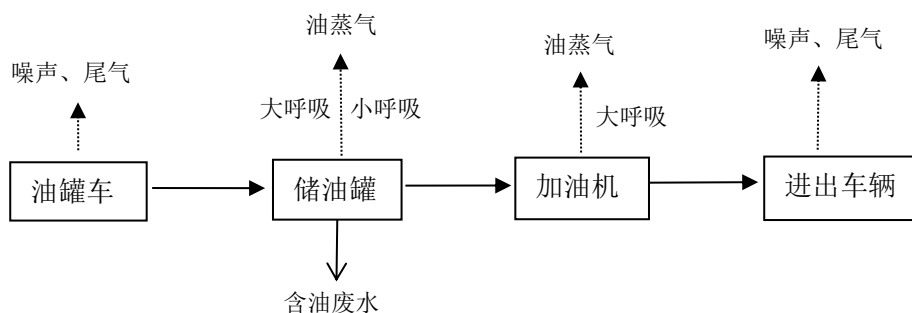 油蒸气
噪声、尾气
油蒸气
噪声、尾气
大呼吸
小呼吸
大呼吸
油罐车
储油罐
加油机
进出车辆
含油废水